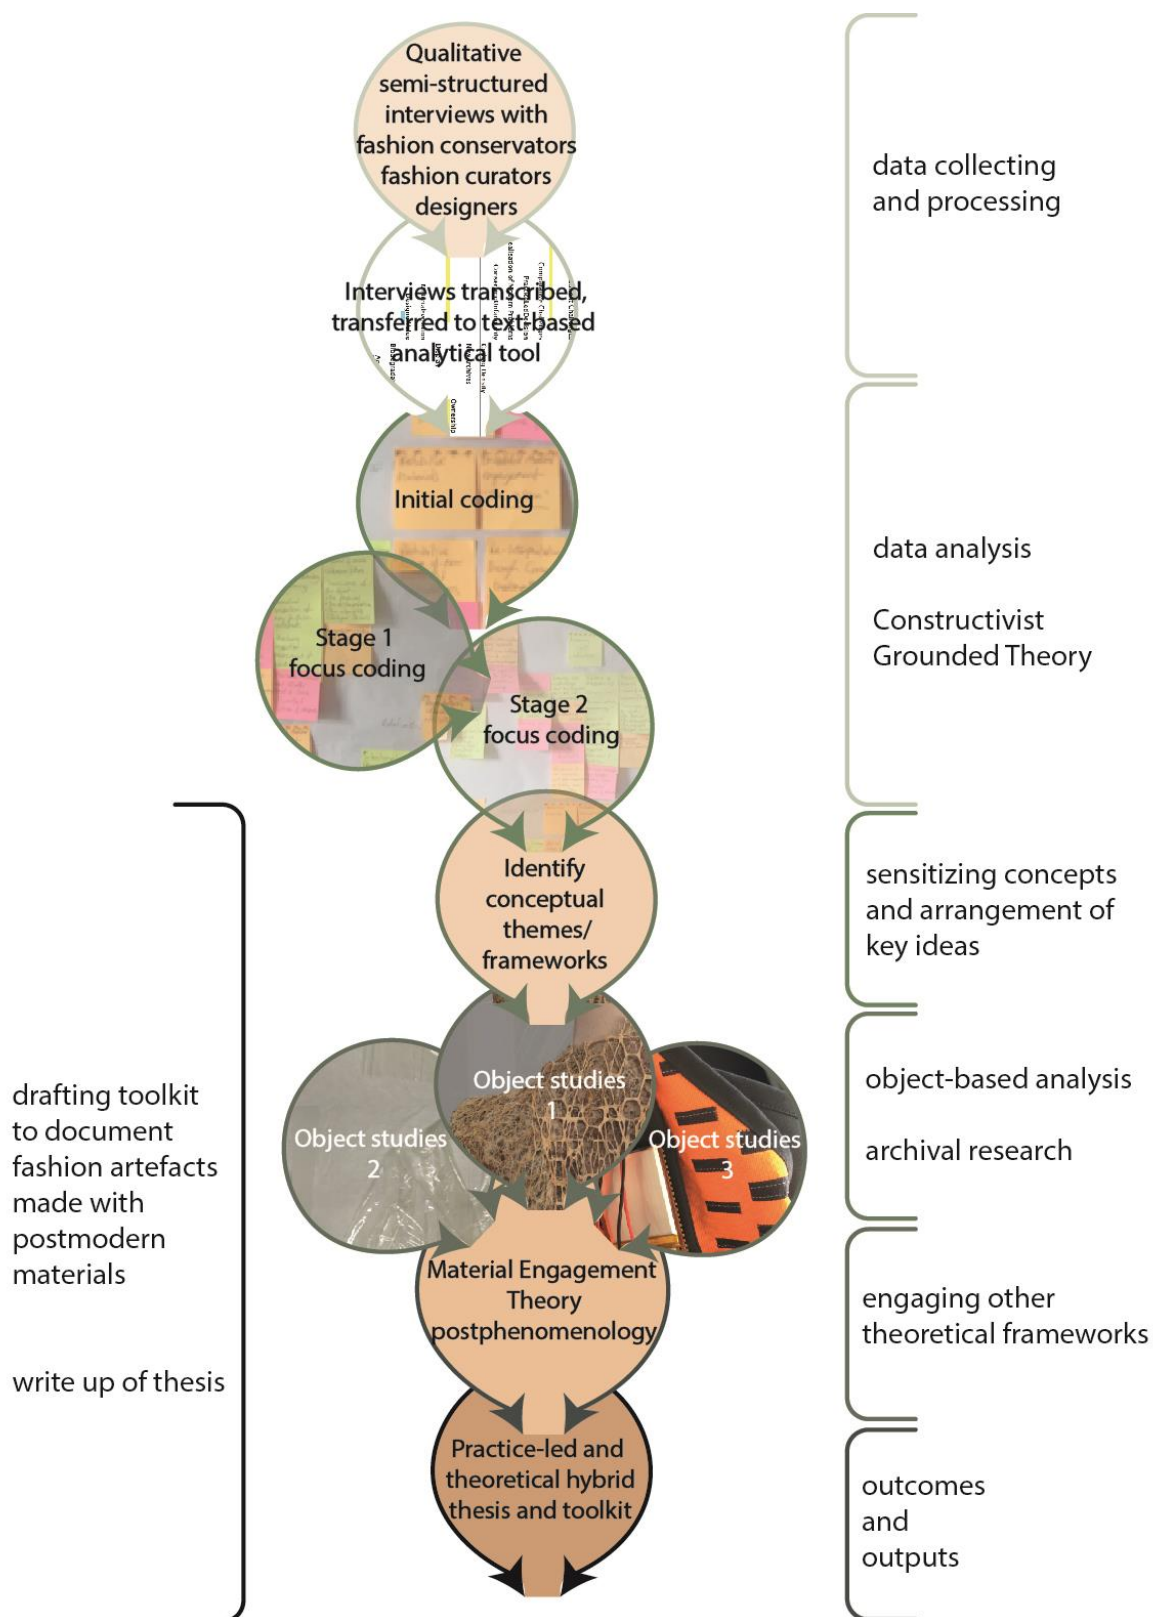 Qualitative
semi-structured
interviews with
fashion conservators
fashion curators
designers
data collecting
and processing
Interviews transcribed,
transferred to text-based
analytical tool
Ownership
Initial coding
data analysis
Constructivist
Grounded Theory
Stage 1
focus coding
Stage 2
focus coding
Identify
conceptual
themes/
frameworks
sensitizing concepts
and arrangement of
key ideas
Object studies
1
Object studies
2
Object studies
3
object-based analysis
archival research
drafting toolkit
to document
fashion artefacts
made with
postmodern
materials
write up of thesis
Material Engagement
Theory
postphenomenology
engaging other
theoretical frameworks
Practice-led and
theoretical hybrid
thesis and toolkit
outcomes
and
outputs